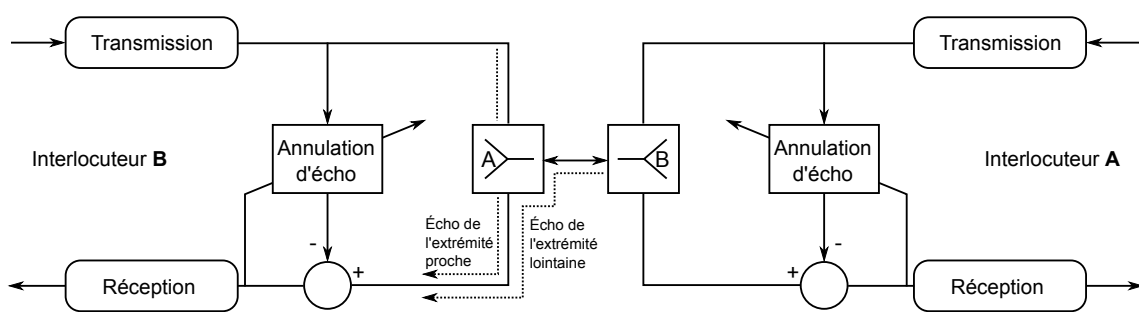 Transmission
Transmission
Annulation
d'écho
A
B
Annulation
d'écho
Interlocuteur B
Interlocuteur A
Écho de
l'extrémité
proche
Écho de
l'extrémité
lointaine
-
-
+
+
Réception
Réception